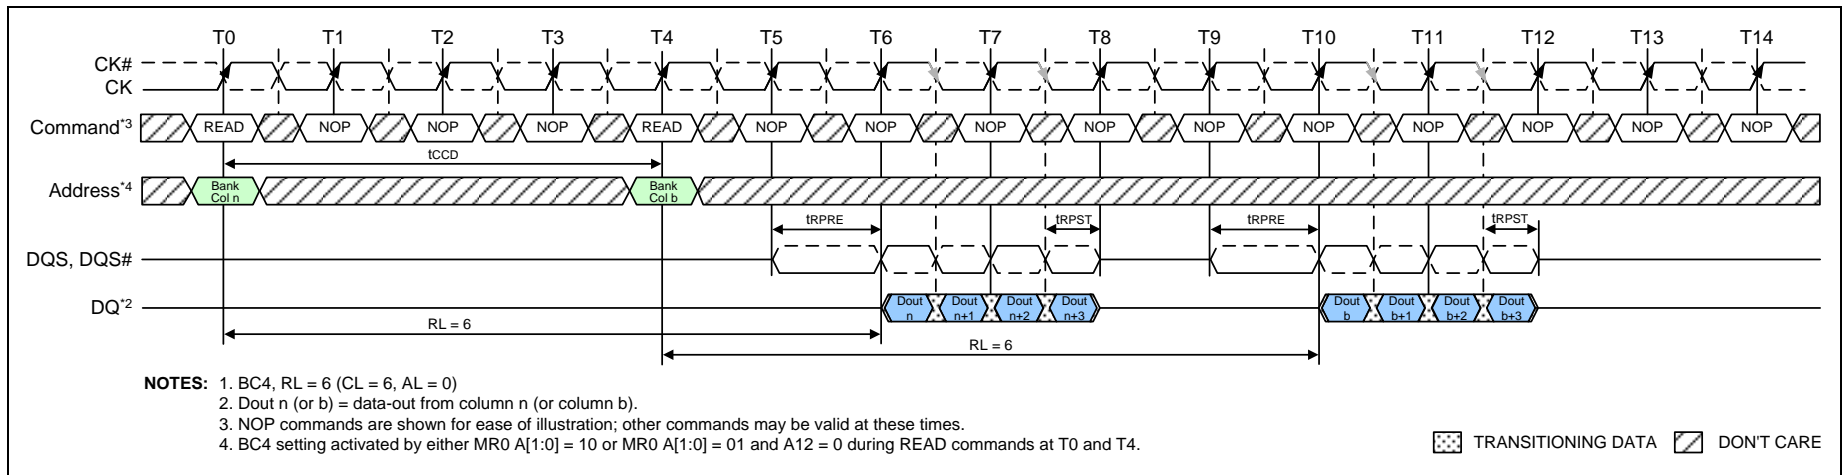 T0 T1 T2 T3 T4 T5 T6 T7 T8 T9 T10 T11 T12 T13 T14
CK#
CK
Command*3 READ NOP NOP NOP READ NOP NOP NOP NOP NOP NOP NOP NOP NOP NOP
tCCD
Address*4 Bank Col n Bank Col b
tRPRE tRPST tRPRE tRPST
DQS, DQS#
DQ*2 Dout n Dout n+1 Dout n+2 Dout n+3 Dout b Dout b+1 Dout b+2 Dout b+3
RL = 6
RL = 6
NOTES: 1. BC4, RL = 6 (CL = 6, AL = 0)
2. Dout n (or b) = data-out from column n (or column b).
3. NOP commands are shown for ease of illustration; other commands may be valid at these times.
4. BC4 setting activated by either MR0 A[1:0] = 10 or MR0 A[1:0] = 01 and A12 = 0 during READ commands at T0 and T4.
TRANSITIONING DATA DON'T CARE